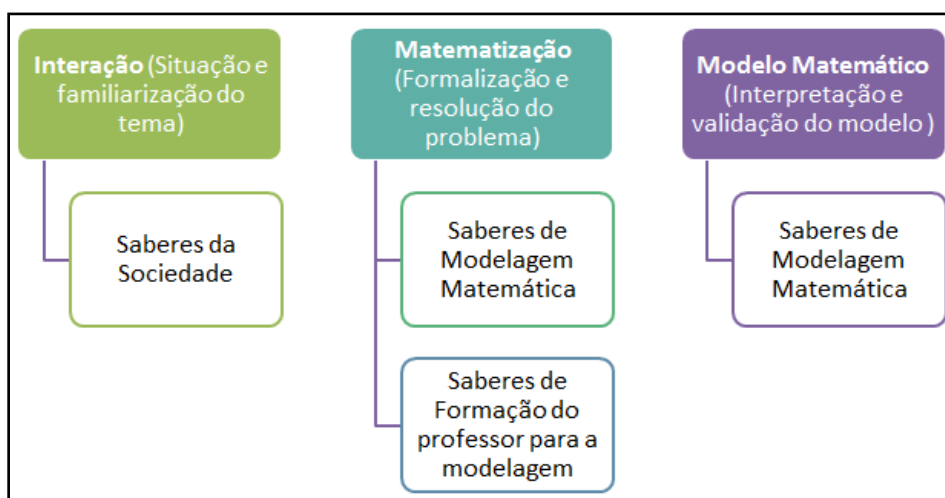 Interação (Situação e
familiarização do
tema)
Saberes da
Sociedade
Matematização
(Formalização e
resolução do
problema)
Saberes de
Modelagem
Matemática
Saberes de
Formação do
professor para a
modelagem
Modelo Matemático
(Interpretação e
validação do modelo )
Saberes de
Modelagem
Matemática